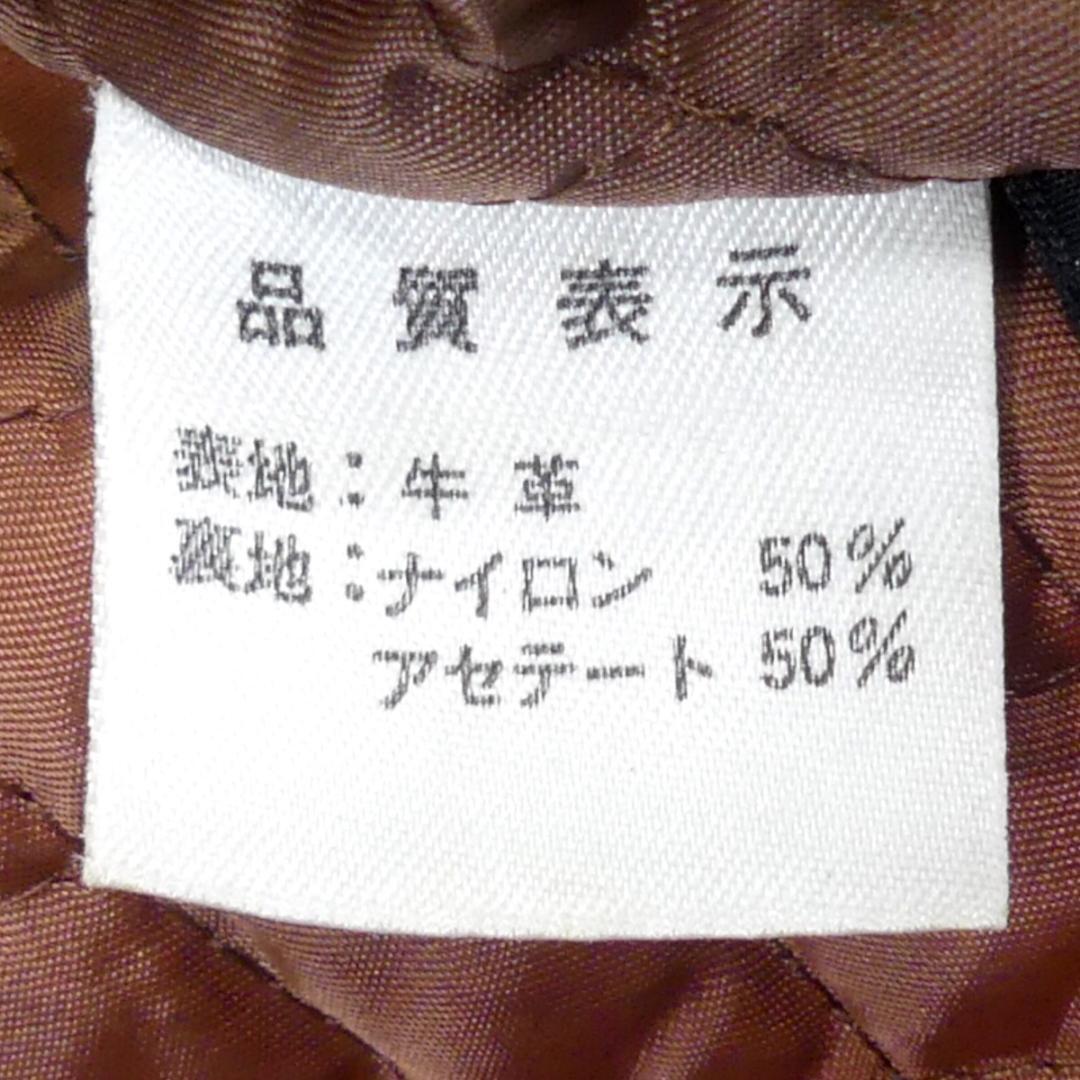 品質表示
表地：牛革
裏地：ナイロン 50%
アセテート 50%